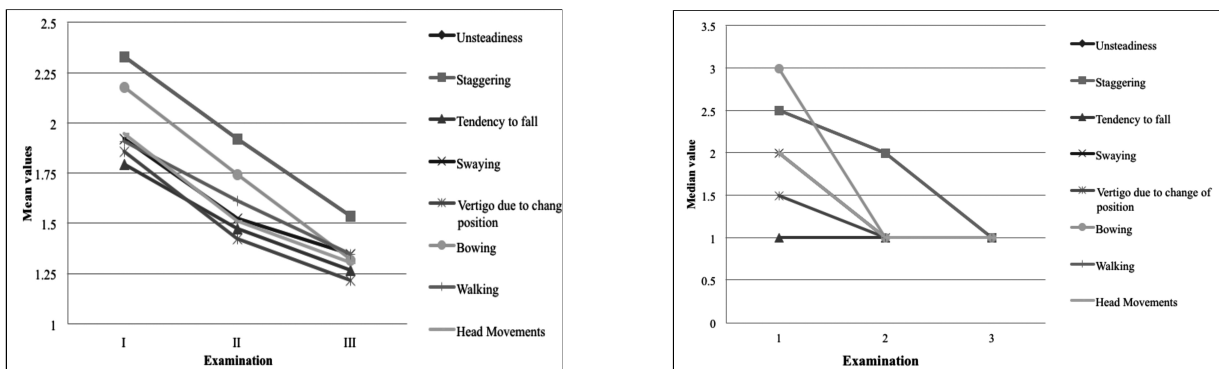 2.5
2.25
2
1.75
1.5
1.25
1
Mean values
I II III
Examination
Unsteadiness
Staggering
Tendency to fall
Swaying
Vertigo due to chang
position
Bowing
Walking
Head Movements
3.5
3
2.5
2
1.5
1
0.5
0
Median value
1 2 3
Examination
Unsteadiness
Staggering
Tendency to fall
Swaying
Vertigo due to change of
position
Bowing
Walking
Head Movements